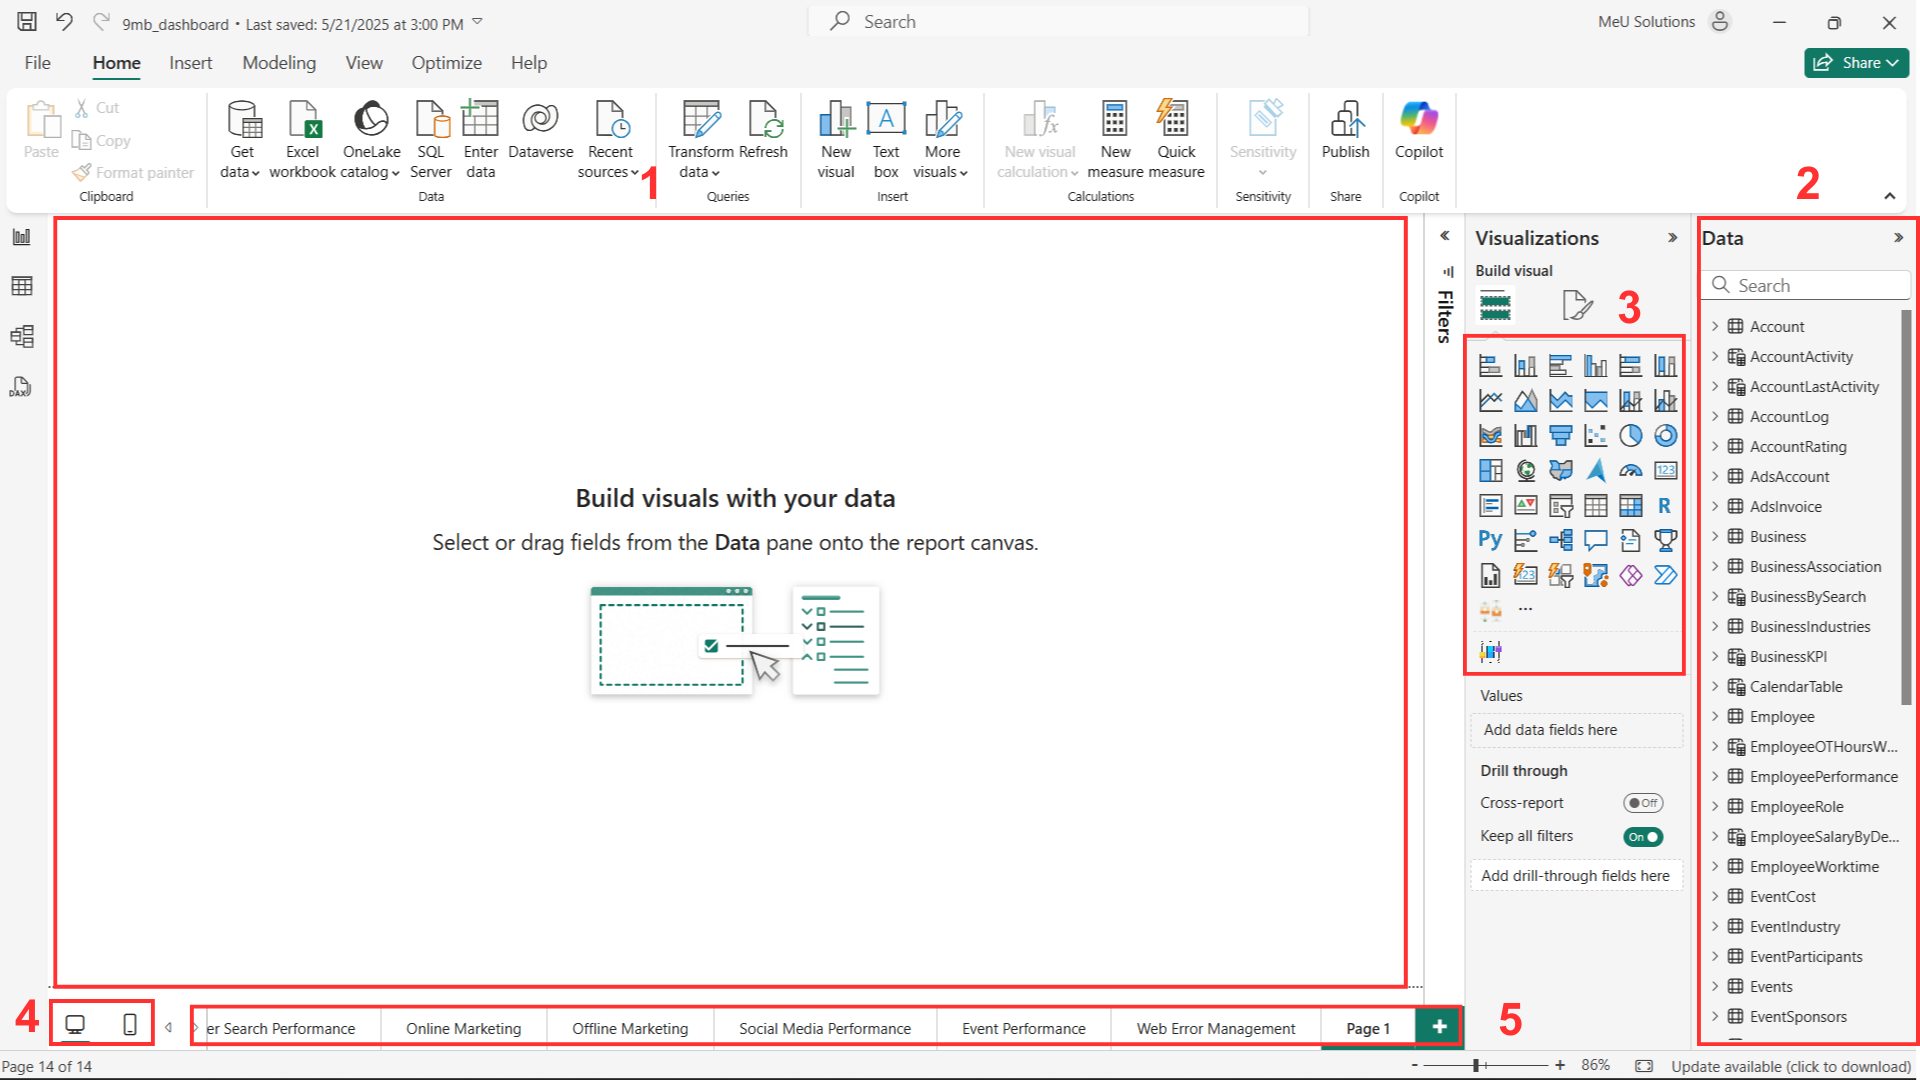 9mb_dashboard • Last saved: 5/21/2025 at 3:00 PM
Search
MeU Solutions
File
Home
Insert
Modeling
View
Optimize
Help
Share
Paste
Cut
Copy
Format painter
Clipboard
Get data
Excel workbook
OneLake catalog
SQL Server
Enter data
Dataverse
Recent sources
Data
Transform data
Refresh
Queries
New visual
Text box
More visuals
Insert
New visual calculation
New measure
Quick measure
Calculations
Sensitivity
Sensitivity
Publish
Share
Copilot
Copilot
1
2
DAX
Build visuals with your data
Select or drag fields from the Data pane onto the report canvas.
Filters
Visualizations
Build visual
3
123
R
Py
123
Values
Add data fields here
Drill through
Cross-report
Off
Keep all filters
On
Add drill-through fields here
Data
Search
Account
AccountActivity
AccountLastActivity
AccountLog
AccountRating
AdsAccount
AdsInvoice
Business
BusinessAssociation
BusinessBySearch
BusinessIndustries
BusinessKPI
CalendarTable
Employee
EmployeeOTHoursW...
EmployeePerformance
EmployeeRole
EmployeeSalaryByDe...
EmployeeWorktime
EventCost
EventIndustry
EventParticipants
Events
EventSponsors
4
er Search Performance
Online Marketing
Offline Marketing
Social Media Performance
Event Performance
Web Error Management
Page 1
+
5
Page 14 of 14
- + 86%
Update available (click to download)